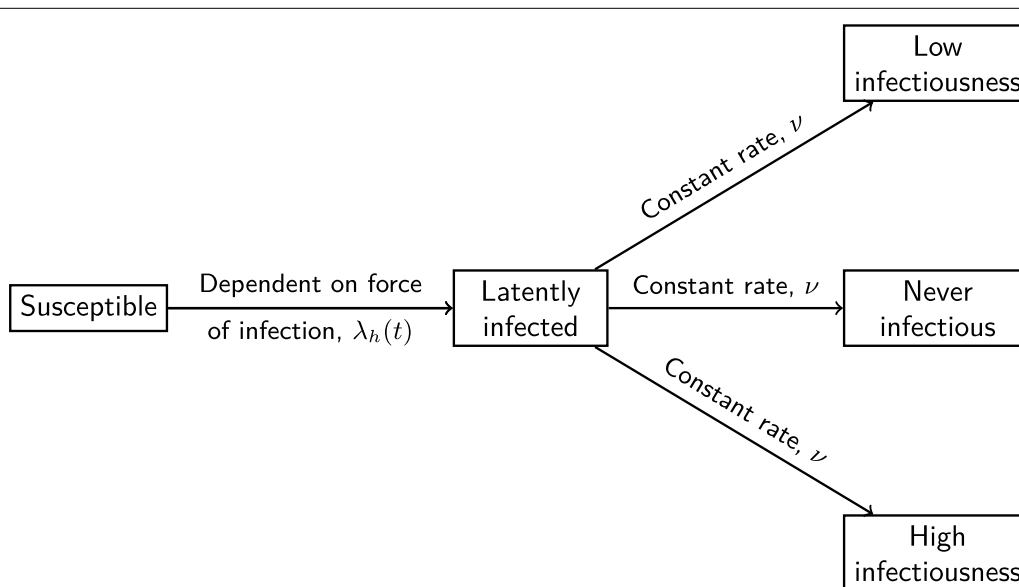 Low
infectiousness
Constant rate, ν
Susceptible
Dependent on force
of infection, λₕ(t)
Latently
infected
Constant rate, ν
Never
infectious
Constant rate, ν
High
infectiousness